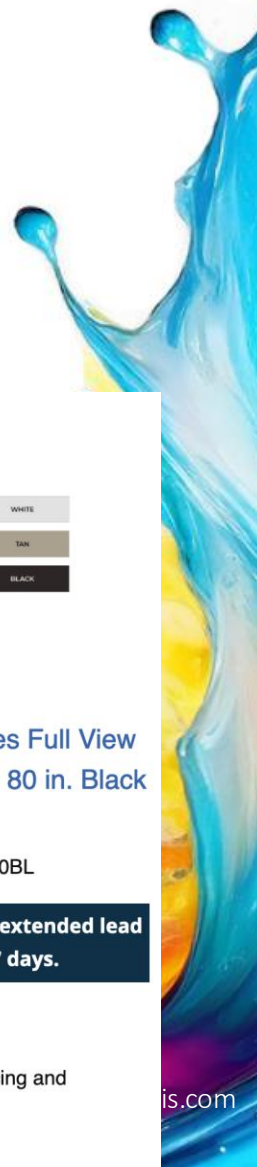 WHITE
TAN
BLACK
es Full View
80 in. Black
0BL
extended lead
days.
ing and
is.com